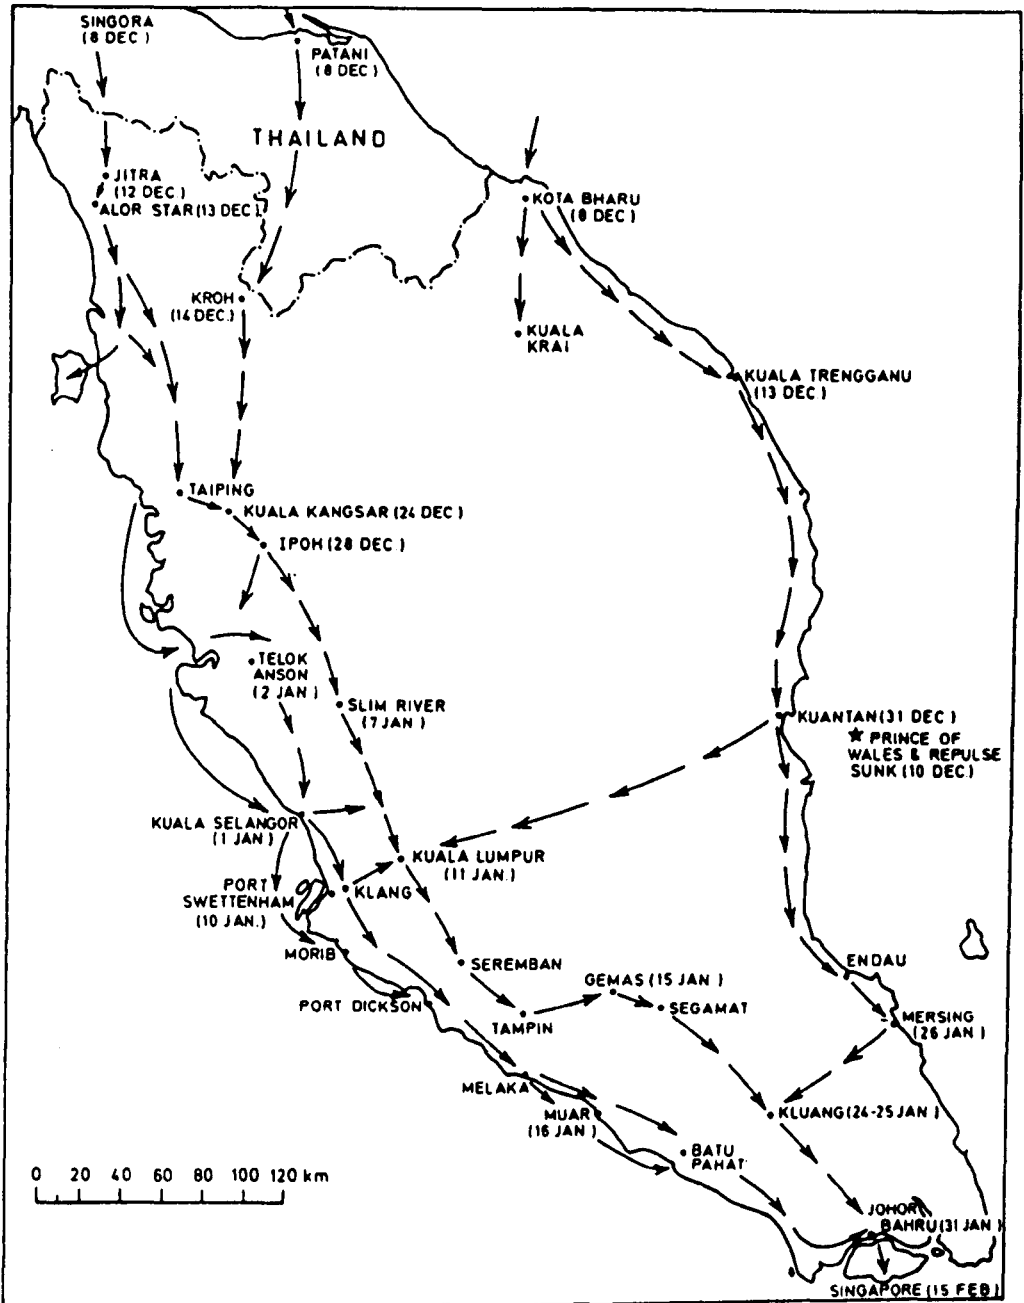 SINGORA
(8 DEC)
PATANI
(8 DEC)
THAILAND
JITRA
(12 DEC.)
ALOR STAR (13 DEC)
KOTA BHARU
(8 DEC)
KROH
(14 DEC.)
KUALA
KRAI
KUALA TRENGGANU
(13 DEC)
TAIPING
KUALA KANGSAR (24 DEC)
IPOH (28 DEC.)
TELOK
ANSON
(2 JAN)
SLIM RIVER
(7 JAN)
KUANTAN (31 DEC)
★ PRINCE OF
WALES & REPULSE
SUNK (10 DEC.)
KUALA SELANGOR
(1 JAN)
KUALA LUMPUR
(11 JAN.)
KLANG
PORT
SWETTENHAM
(10 JAN.)
MORIB
SEREMBAN
ENDAU
GEMAS (15 JAN)
SEGAMAT
PORT DICKSON
TAMPIN
MERSING
(26 JAN)
MELAKA
MUAR
(16 JAN)
KLUANG (24-25 JAN)
BATU
PAHAT
0 20 40 60 80 100 120 km
JOHOR
BAHRU (31 JAN)
SINGAPORE (15 FEB)